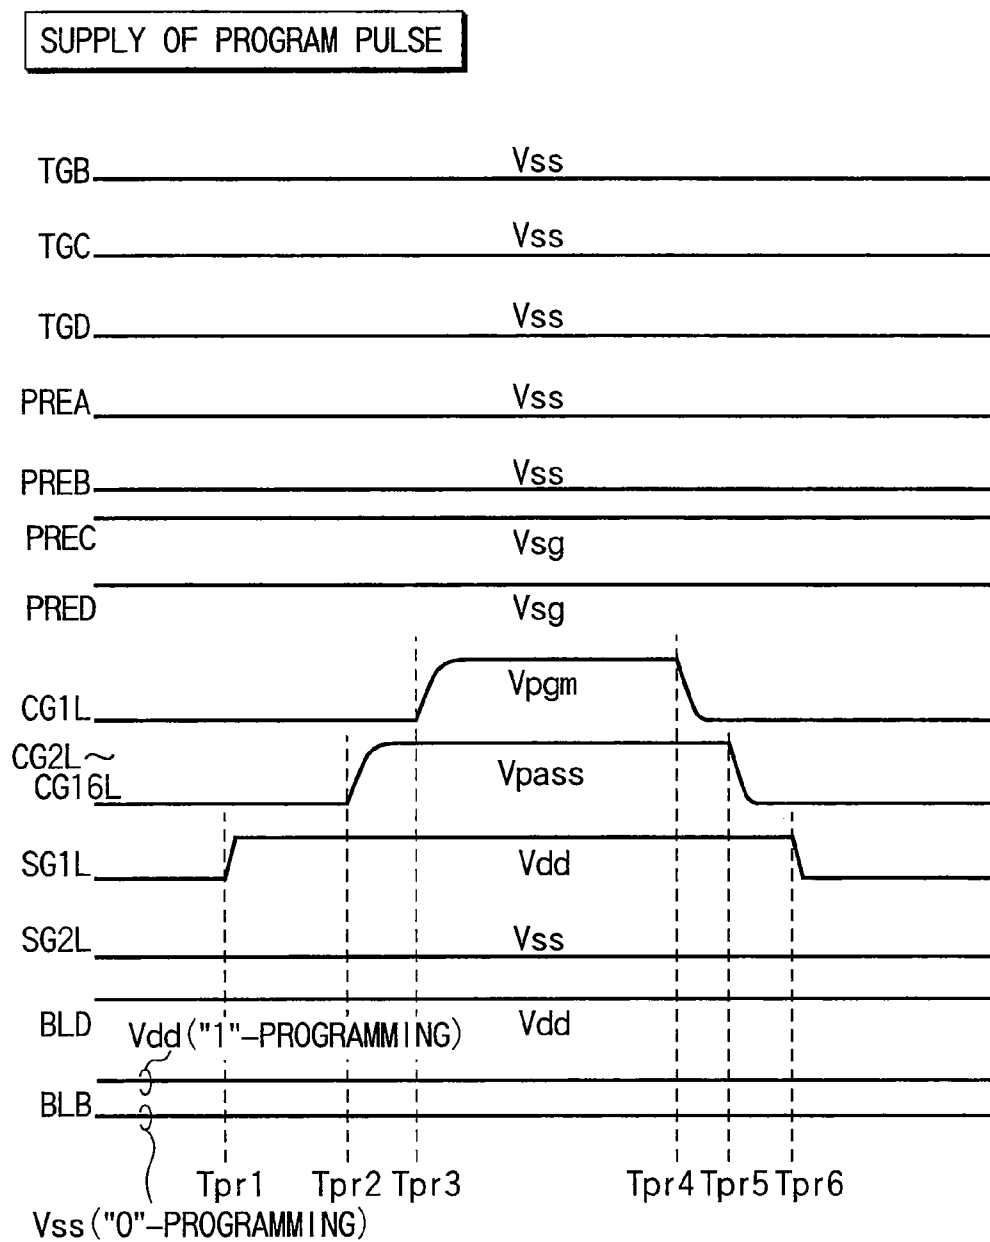 SUPPLY OF PROGRAM PULSE
TGB Vss
TGC Vss
TGD Vss
PREA Vss
PREB Vss
PREC Vsg
PRED Vsg
CG1L Vpgm
CG2L～
CG16L Vpass
SG1L Vdd
SG2L Vss
BLD Vdd
Vdd("1"-PROGRAMMING)
BLB
Tpr1 Tpr2 Tpr3 Tpr4 Tpr5 Tpr6
Vss("0"-PROGRAMMING)